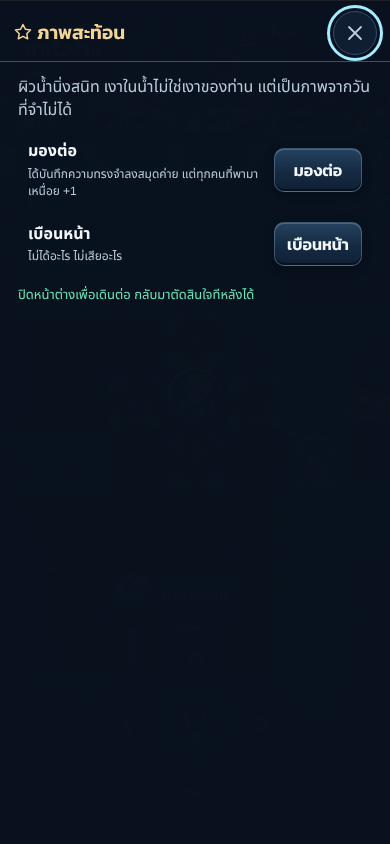 ภาพสะท้อน
ผิวน้ำนิ่งสนิท เงาในน้ำไม่ใช่เงาของท่าน แต่เป็นภาพจากวัน
ที่จำไม่ได้
มองต่อ
ได้บันทึกความทรงจำลงสมุดค่าย แต่ทุกคนที่พามา
เหนื่อย +1
มองต่อ
เบือนหน้า
ไม่ได้อะไร ไม่เสียอะไร
เบือนหน้า
ปิดหน้าต่างเพื่อเดินต่อ กลับมาตัดสินใจทีหลังได้